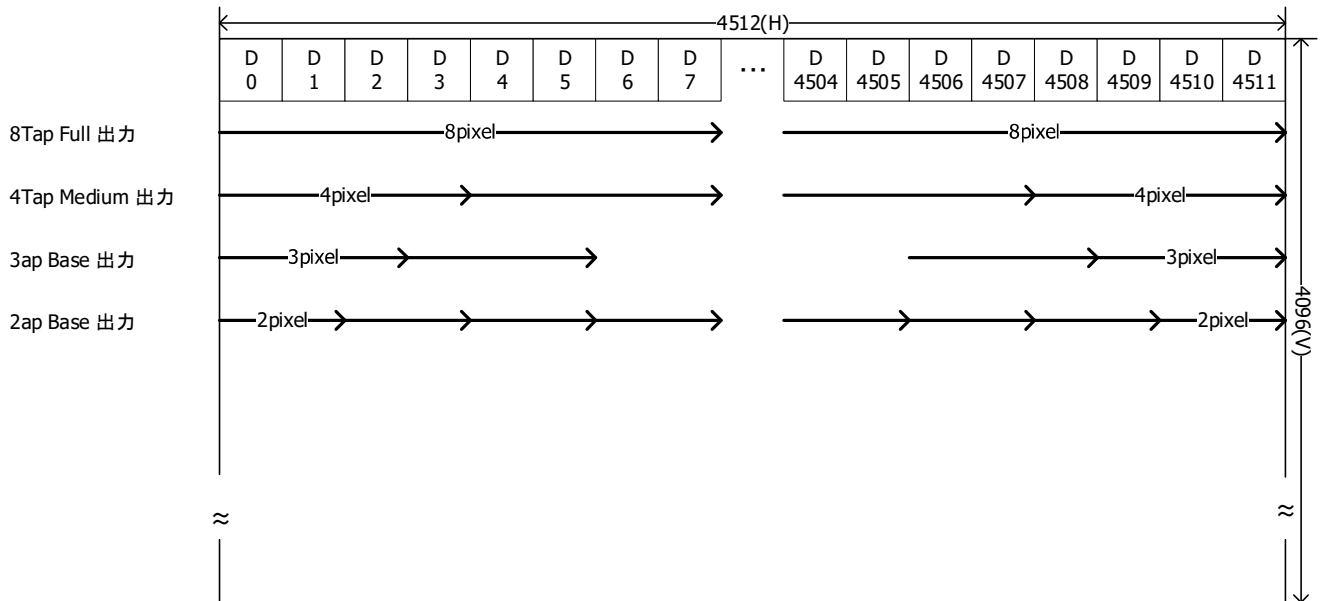 4512(H)
D 0 D 1 D 2 D 3 D 4 D 5 D 6 D 7 ... D 4504 D 4505 D 4506 D 4507 D 4508 D 4509 D 4510 D 4511
8Tap Full 出力 8pixel 8pixel
4Tap Medium 出力 4pixel 4pixel
3ap Base 出力 3pixel 3pixel
2ap Base 出力 2pixel 2pixel
4096(V)
≈ ≈